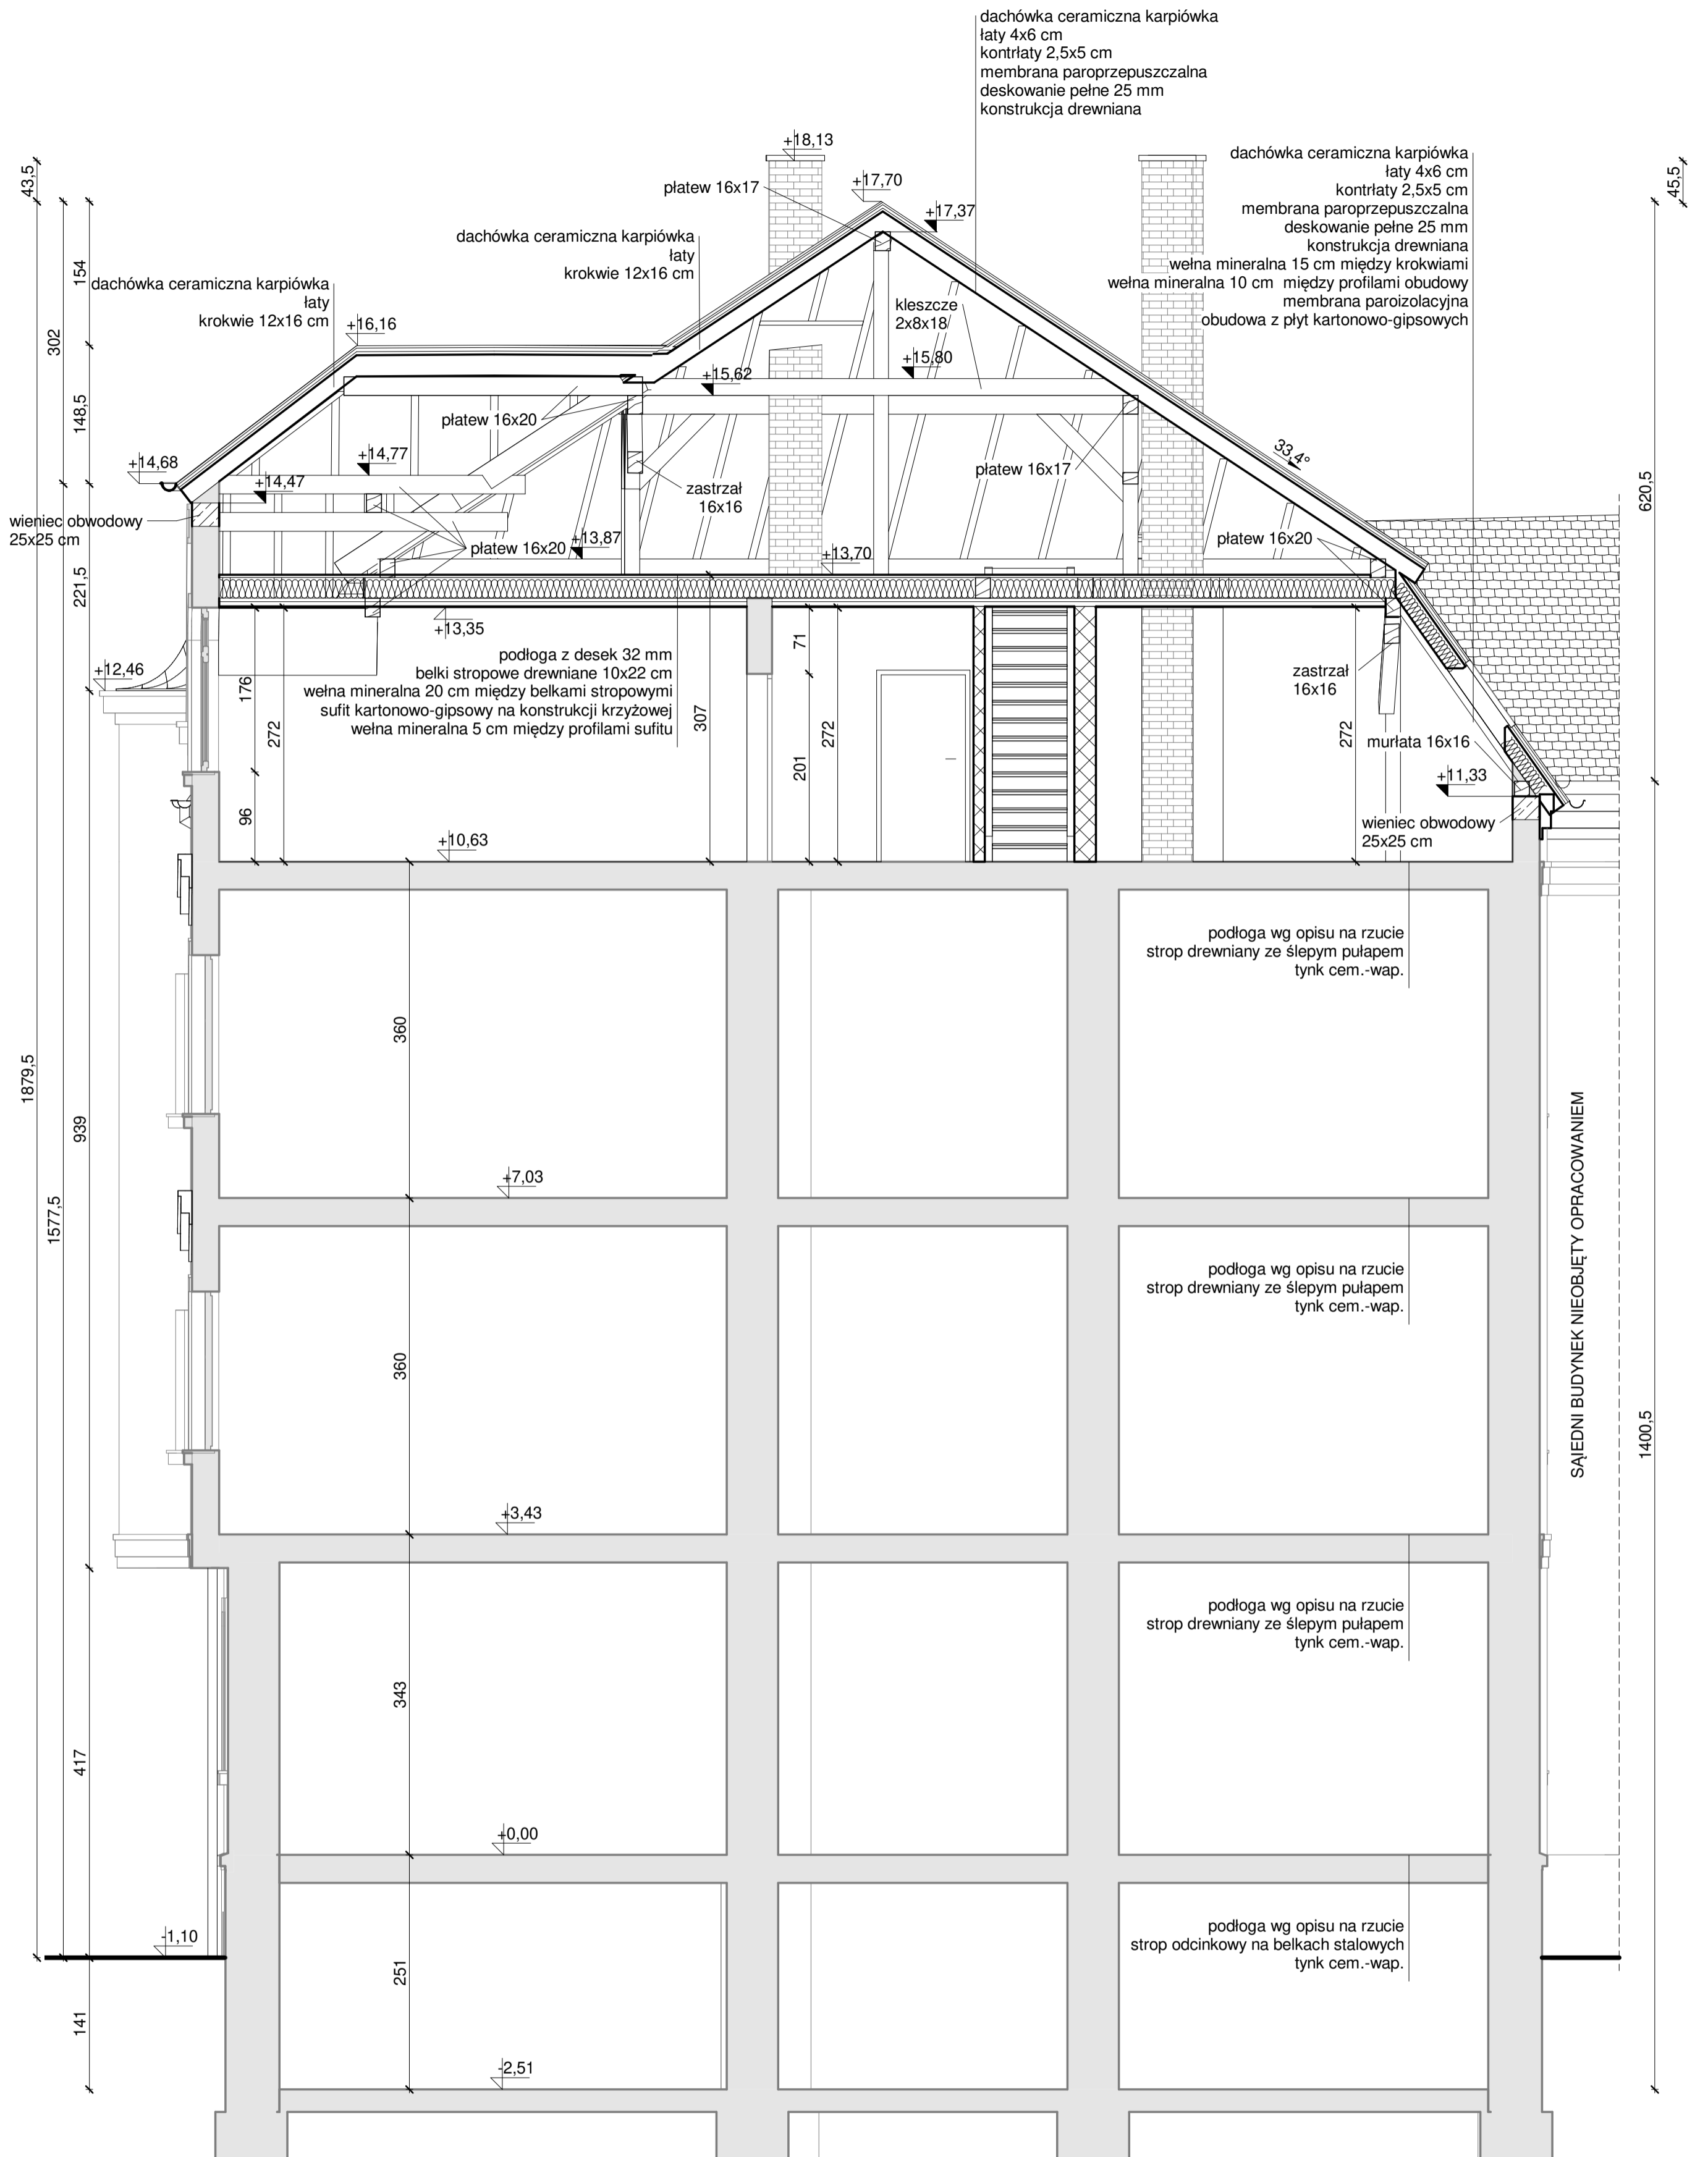 dachówka ceramiczna karpiówka
łaty 4x6 cm
kontrłaty 2,5x5 cm
membrana paroprzepuszczalna
deskowanie pełne 25 mm
konstrukcja drewniana
+18,13
43,5
45,5
dachówka ceramiczna karpiówka
łaty 4x6 cm
kontrłaty 2,5x5 cm
membrana paroprzepuszczalna
deskowanie pełne 25 mm
konstrukcja drewniana
wełna mineralna 15 cm między krokwiami
wełna mineralna 10 cm między profilami obudowy
membrana paroizolacyjna
obudowa z płyt kartonowo-gipsowych
płatew 16x17
+17,70
+17,37
dachówka ceramiczna karpiówka
łaty
krokwie 12x16 cm
dachówka ceramiczna karpiówka
łaty
krokwie 12x16 cm
154
302
+16,16
kleszcze
2x8x18
+15,80
+15,62
148,5
płatew 16x20
+14,77
+14,68
+14,47
płatew 16x17
33,4°
zastrzał
16x16
620,5
wieniec obwodowy
25x25 cm
+13,87
płatew 16x20
+13,70
płatew 16x20
221,5
+13,35
podłoga z desek 32 mm
belki stropowe drewniane 10x22 cm
wełna mineralna 20 cm między belkami stropowymi
sufit kartonowo-gipsowy na konstrukcji krzyżowej
wełna mineralna 5 cm między profilami sufitu
+12,46
176
272
307
71
272
201
96
zastrzał
16x16
272
murłata 16x16
+11,33
wieniec obwodowy
25x25 cm
+10,63
podłoga wg opisu na rzucie
strop drewniany ze ślepym pułapem
tynk cem.-wap.
360
1879,5
939
1577,5
+7,03
SĄIEDNI BUDYNEK NIEOBJĘTY OPRACOWANIEM
podłoga wg opisu na rzucie
strop drewniany ze ślepym pułapem
tynk cem.-wap.
360
1400,5
+3,43
podłoga wg opisu na rzucie
strop drewniany ze ślepym pułapem
tynk cem.-wap.
343
417
+0,00
podłoga wg opisu na rzucie
strop odcinkowy na belkach stalowych
tynk cem.-wap.
-1,10
251
141
-2,51